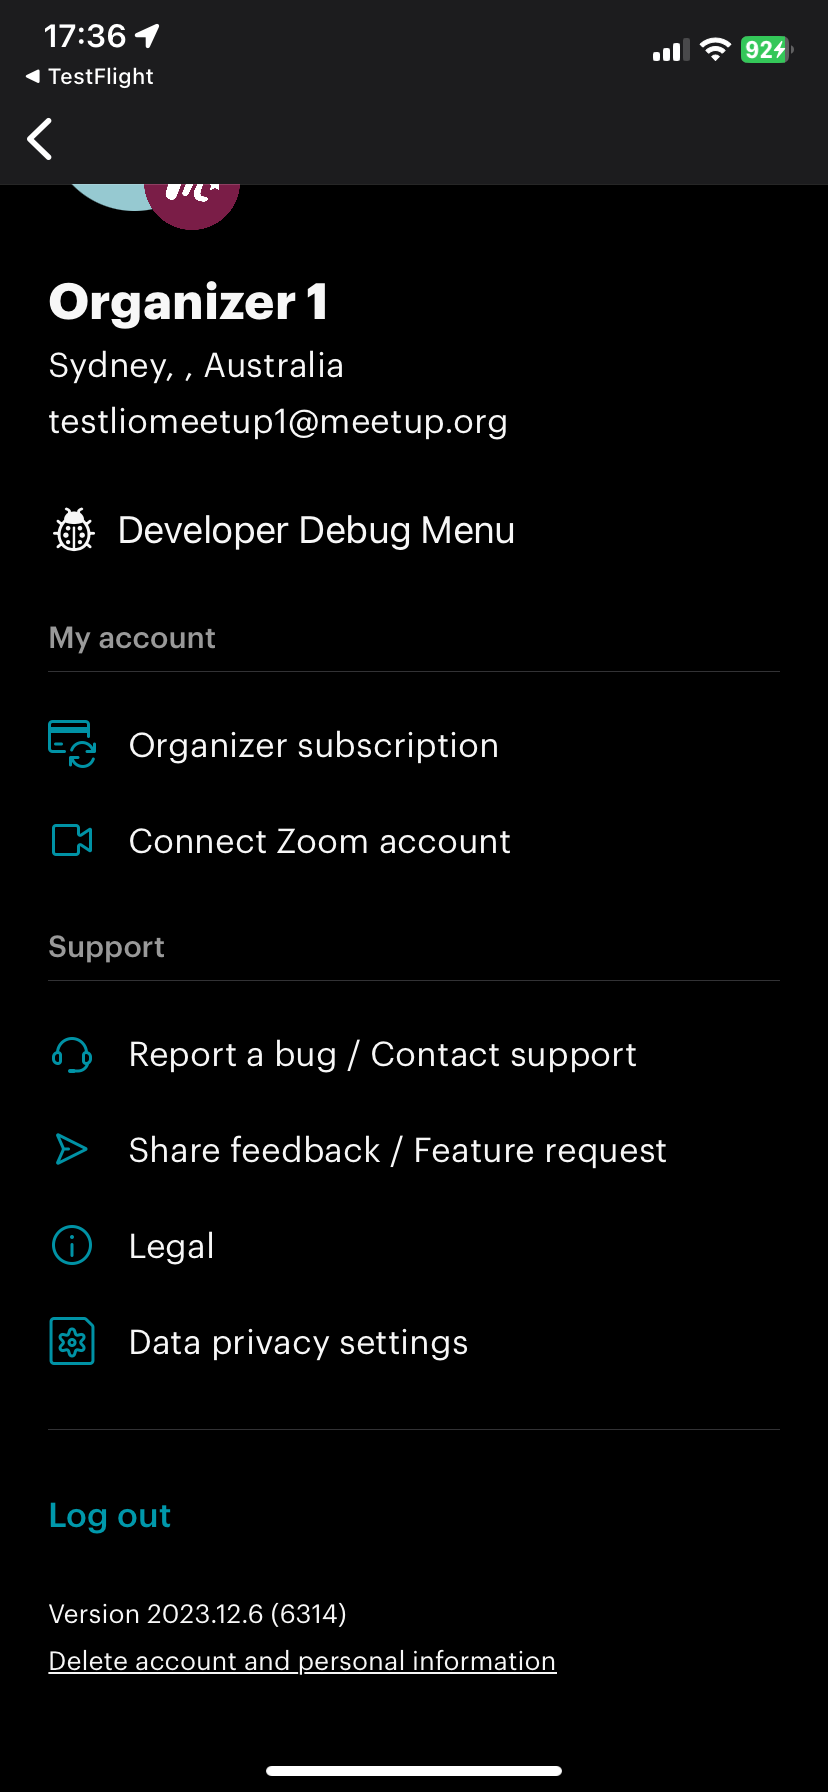 17:36
92
TestFlight
Organizer 1
Sydney, , Australia
testliomeetup1@meetup.org
Developer Debug Menu
My account
Organizer subscription
Connect Zoom account
Support
Report a bug / Contact support
Share feedback / Feature request
Legal
Data privacy settings
Log out
Version 2023.12.6 (6314)
Delete account and personal information